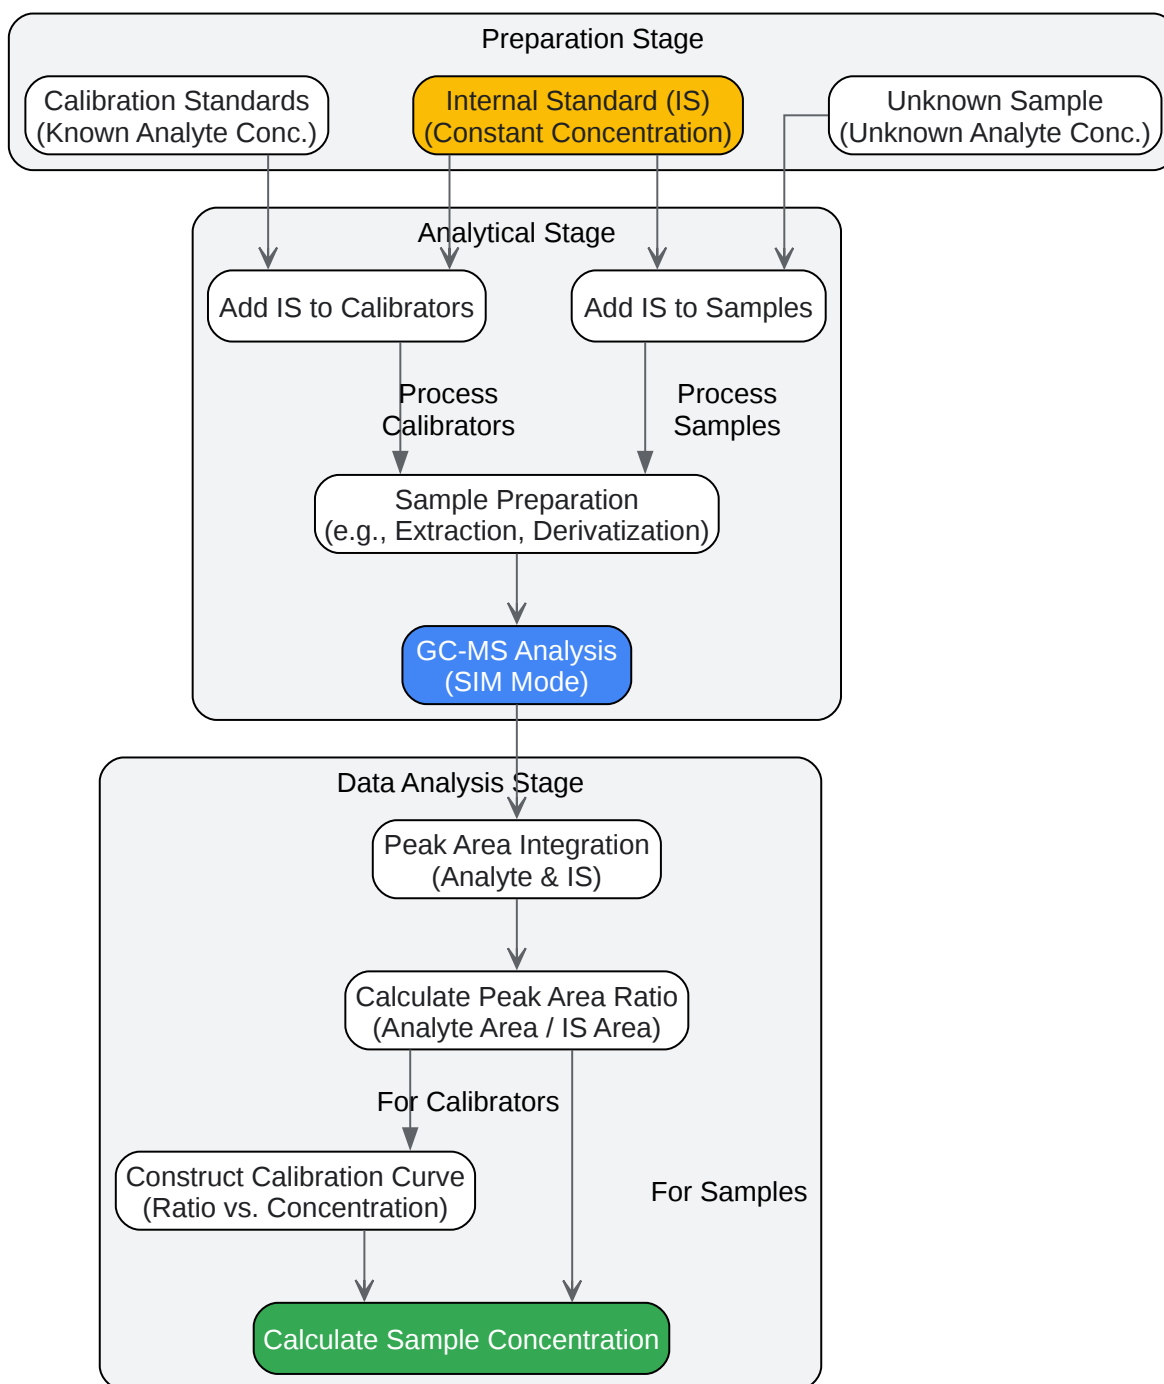 Preparation Stage
Calibration Standards
(Known Analyte Conc.)
Internal Standard (IS)
(Constant Concentration)
Unknown Sample
(Unknown Analyte Conc.)
Analytical Stage
Add IS to Calibrators
Add IS to Samples
Process
Calibrators
Process
Samples
Sample Preparation
(e.g., Extraction, Derivatization)
GC-MS Analysis
(SIM Mode)
Data Analysis Stage
Peak Area Integration
(Analyte & IS)
Calculate Peak Area Ratio
(Analyte Area / IS Area)
For Calibrators
Construct Calibration Curve
(Ratio vs. Concentration)
For Samples
Calculate Sample Concentration